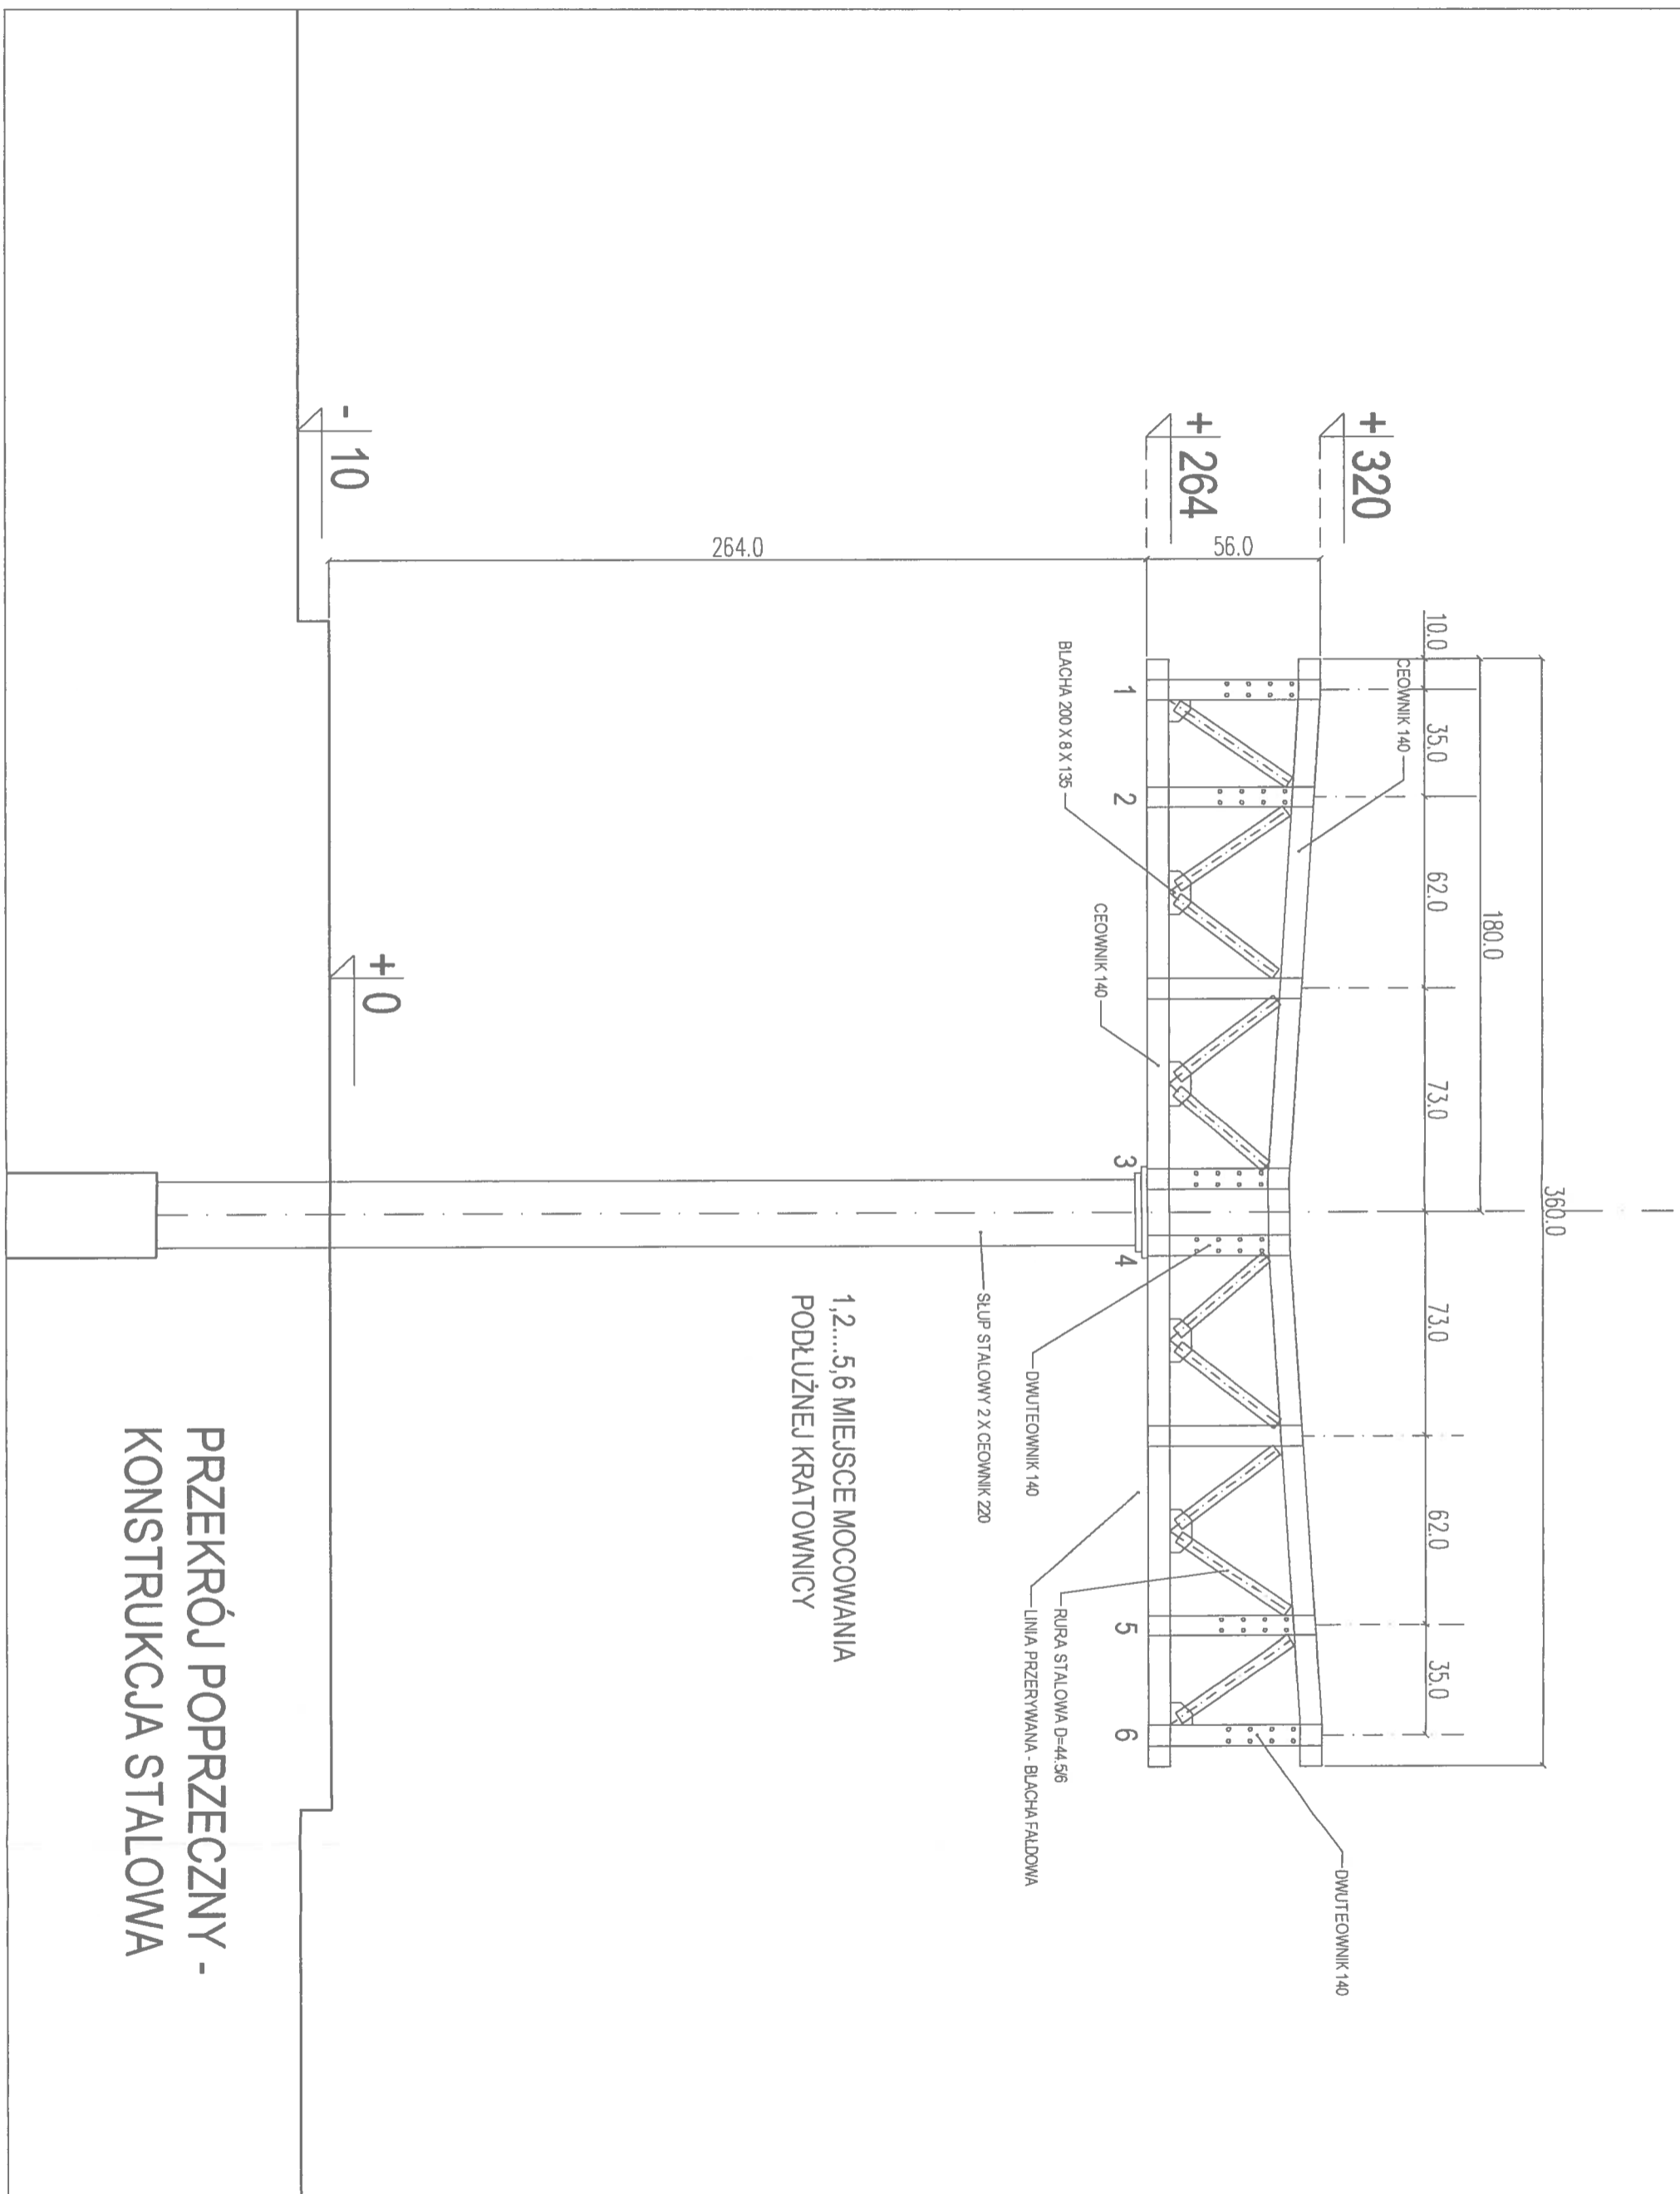 360.0
180.0
10.0
35.0
62.0
73.0
73.0
62.0
35.0
+ 320
+ 264
56.0
264.0
CEOWNIK 140
DWUTEOWNIK 140
BLACHA 200 X 8 X 135
CEOWNIK 140
1
2
3
4
5
6
DWUTEOWNIK 140
RURA STALOWA D=44.5/6
LINIA PRZERYWANA - BLACHA FAŁDOWA
SŁUP STALOWY 2 X CEOWNIK 220
1,2....5,6 MIEJSCE MOCOWANIA
PODŁUŻNEJ KRATOWNICY
+ 0
- 10
PRZEKRÓJ POPRZECZNY -
KONSTRUKCJA STALOWA